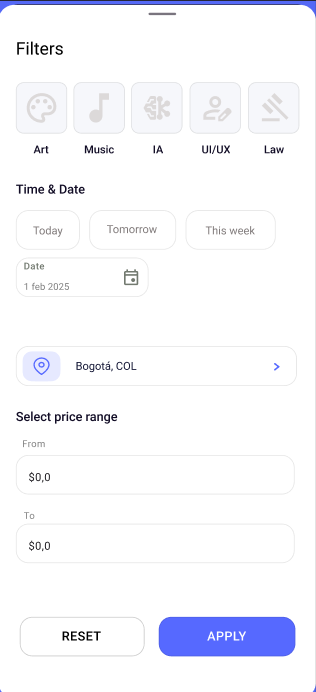 Filters
Art Music IA UI/UX Law
Time & Date
Today Tomorrow This week
Date
1 feb 2025
Bogotá, COL
Select price range
From
$0,0
To
$0,0
RESET APPLY